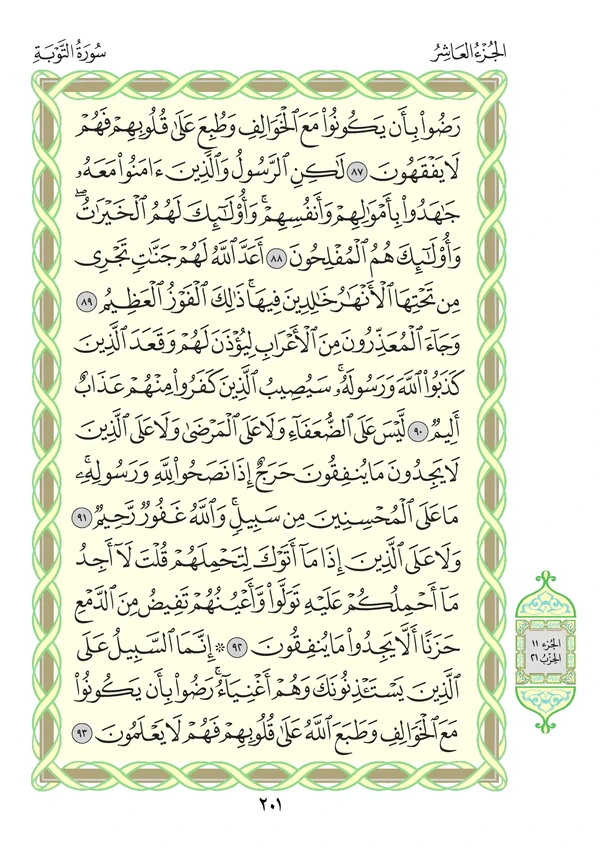 الجُزْءُ العَاشِرُ
سُورَةُ التَّوْبَةِ
رَضُوا۟ بِأَن يَكُونُوا۟ مَعَ ٱلْخَوَالِفِ وَطُبِعَ عَلَىٰ قُلُوبِهِمْ فَهُمْ
لَا يَفْقَهُونَ ٨٧ لَٰكِنِ ٱلرَّسُولُ وَٱلَّذِينَ ءَامَنُوا۟ مَعَهُۥ
جَٰهَدُوا۟ بِأَمْوَٰلِهِمْ وَأَنفُسِهِمْ ۚ وَأُو۟لَٰٓئِكَ لَهُمُ ٱلْخَيْرَٰتُ ۖ
وَأُو۟لَٰٓئِكَ هُمُ ٱلْمُفْلِحُونَ ٨٨ أَعَدَّ ٱللَّهُ لَهُمْ جَنَّٰتٍ تَجْرِى
مِن تَحْتِهَا ٱلْأَنْهَٰرُ خَٰلِدِينَ فِيهَا ۚ ذَٰلِكَ ٱلْفَوْزُ ٱلْعَظِيمُ ٨٩
وَجَآءَ ٱلْمُعَذِّرُونَ مِنَ ٱلْأَعْرَابِ لِيُؤْذَنَ لَهُمْ وَقَعَدَ ٱلَّذِينَ
كَذَبُوا۟ ٱللَّهَ وَرَسُولَهُۥ ۚ سَيُصِيبُ ٱلَّذِينَ كَفَرُوا۟ مِنْهُمْ عَذَابٌ
أَلِيمٌ ٩٠ لَّيْسَ عَلَى ٱلضُّعَفَآءِ وَلَا عَلَى ٱلْمَرْضَىٰ وَلَا عَلَى ٱلَّذِينَ
لَا يَجِدُونَ مَا يُنفِقُونَ حَرَجٌ إِذَا نَصَحُوا۟ لِلَّهِ وَرَسُولِهِۦ ۚ
مَا عَلَى ٱلْمُحْسِنِينَ مِن سَبِيلٍ ۚ وَٱللَّهُ غَفُورٌ رَّحِيمٌ ٩١
وَلَا عَلَى ٱلَّذِينَ إِذَا مَآ أَتَوْكَ لِتَحْمِلَهُمْ قُلْتَ لَآ أَجِدُ
مَآ أَحْمِلُكُمْ عَلَيْهِ تَوَلَّوا۟ وَّأَعْيُنُهُمْ تَفِيضُ مِنَ ٱلدَّمْعِ
حَزَنًا أَلَّا يَجِدُوا۟ مَا يُنفِقُونَ ٩٢ ۞ إِنَّمَا ٱلسَّبِيلُ عَلَى
ٱلَّذِينَ يَسْتَـْٔذِنُونَكَ وَهُمْ أَغْنِيَآءُ ۚ رَضُوا۟ بِأَن يَكُونُوا۟
مَعَ ٱلْخَوَالِفِ وَطَبَعَ ٱللَّهُ عَلَىٰ قُلُوبِهِمْ فَهُمْ لَا يَعْلَمُونَ ٩٣
الجُزء ١١
الحِزْبُ ٢١
٢٠١